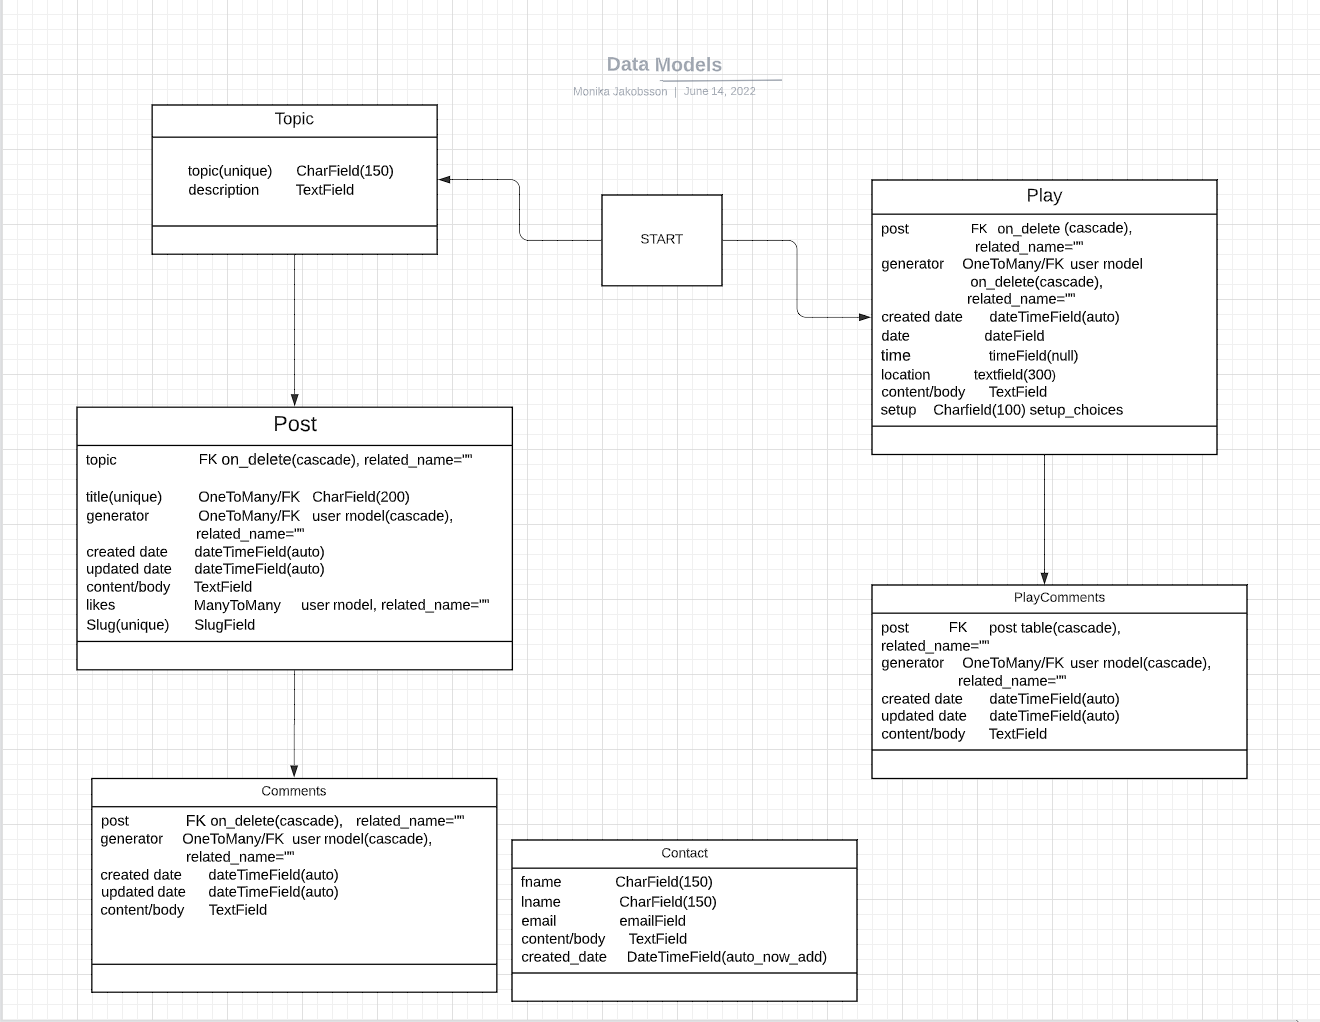 Data Models
Monika Jakobsson | June 14, 2022
Topic
topic(unique) CharField(150)
description TextField
START
Play
post FK on_delete (cascade),
related_name=""
generator OneToMany/FK user model
on_delete(cascade),
related_name=""
created date dateTimeField(auto)
date dateField
time timeField(null)
location textfield(300)
content/body TextField
setup Charfield(100) setup_choices
Post
topic FK on_delete(cascade), related_name=""
title(unique) OneToMany/FK CharField(200)
generator OneToMany/FK user model(cascade),
related_name=""
created date dateTimeField(auto)
updated date dateTimeField(auto)
content/body TextField
likes ManyToMany user model, related_name=""
Slug(unique) SlugField
PlayComments
post FK post table(cascade),
related_name=""
generator OneToMany/FK user model(cascade),
related_name=""
created date dateTimeField(auto)
updated date dateTimeField(auto)
content/body TextField
Comments
post FK on_delete(cascade), related_name=""
generator OneToMany/FK user model(cascade),
related_name=""
created date dateTimeField(auto)
updated date dateTimeField(auto)
content/body TextField
Contact
fname CharField(150)
lname CharField(150)
email emailField
content/body TextField
created_date DateTimeField(auto_now_add)